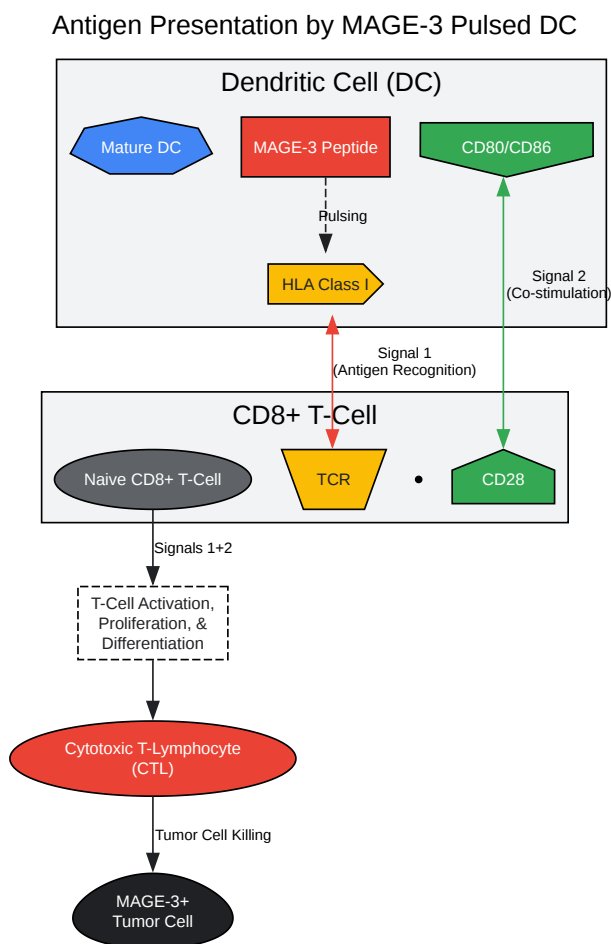 Antigen Presentation by MAGE-3 Pulsed DC
Dendritic Cell (DC)
Mature DC
MAGE-3 Peptide
CD80/CD86
Pulsing
HLA Class I
Signal 2
(Co-stimulation)
Signal 1
(Antigen Recognition)
CD8+ T-Cell
Naive CD8+ T-Cell
TCR
CD28
Signals 1+2
T-Cell Activation,
Proliferation, &
Differentiation
Cytotoxic T-Lymphocyte
(CTL)
Tumor Cell Killing
MAGE-3+
Tumor Cell